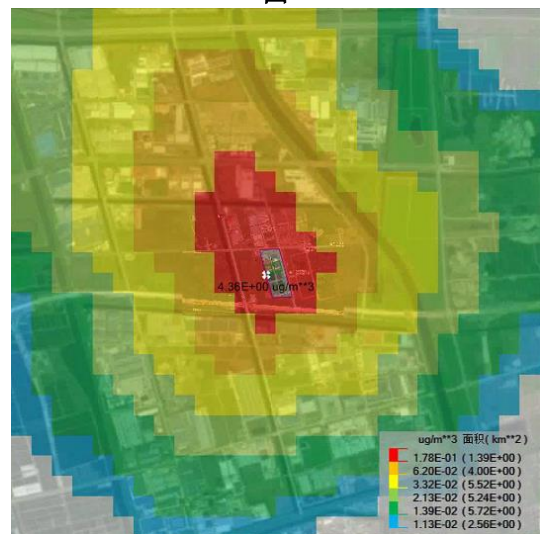 4.36E+00 ug/m**3
ug/m**3 面积( km**2)
1.78E-01 (1.39E+00)
6.20E-02 (4.00E+00)
3.32E-02 (5.52E+00)
2.13E-02 (5.24E+00)
1.39E-02 (5.72E+00)
1.13E-02 (2.56E+00)